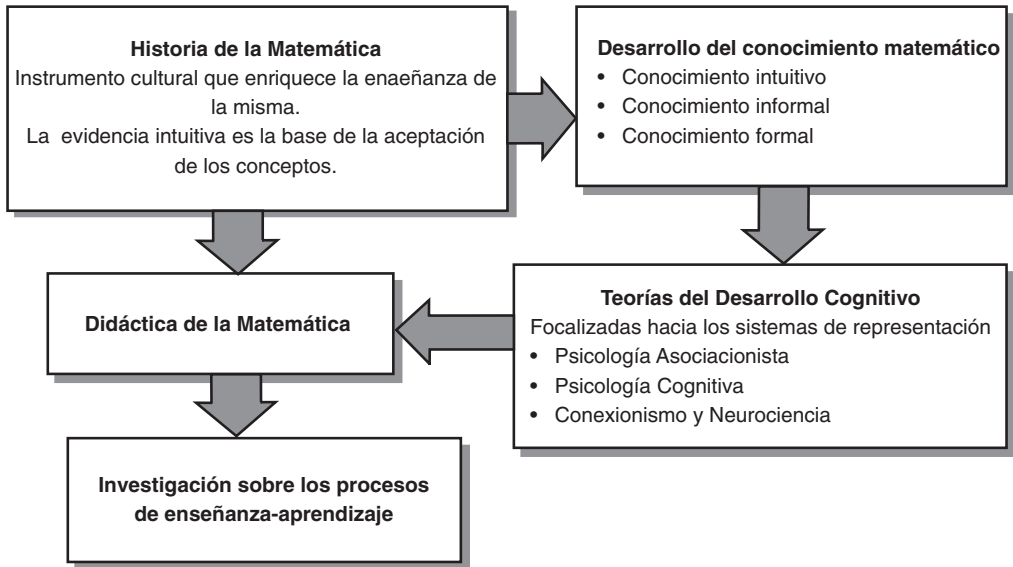 Historia de la Matemática
Instrumento cultural que enriquece la enaeñanza de
la misma.
La evidencia intuitiva es la base de la aceptación
de los conceptos.
Desarrollo del conocimiento matemático
• Conocimiento intuitivo
• Conocimiento informal
• Conocimiento formal
Teorías del Desarrollo Cognitivo
Focalizadas hacia los sistemas de representación
• Psicología Asociacionista
• Psicología Cognitiva
• Conexionismo y Neurociencia
Didáctica de la Matemática
Investigación sobre los procesos
de enseñanza-aprendizaje